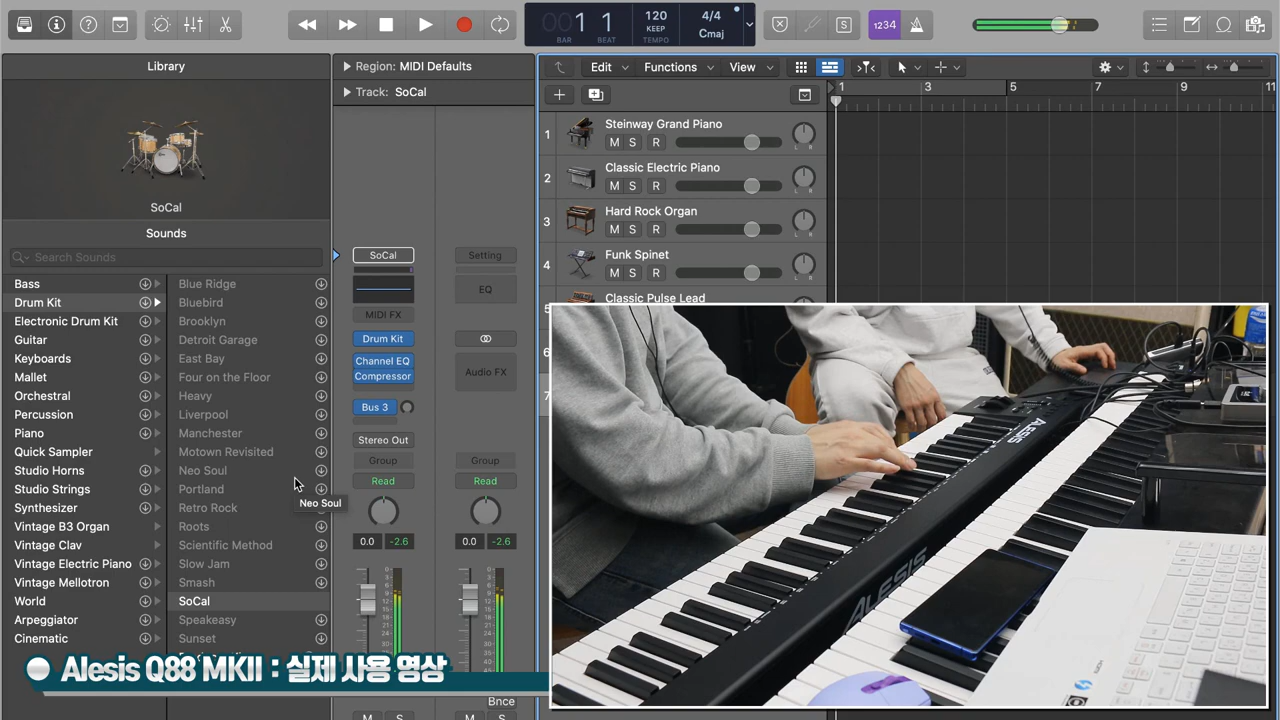 1 1
120
4/4
BAR
BEAT
TEMPO
Cmaj
S
1234
Library
SoCal
Sounds
Search Sounds
Bass
Drum Kit
Electronic Drum Kit
Guitar
Keyboards
Mallet
Orchestral
Percussion
Piano
Quick Sampler
Studio Horns
Studio Strings
Synthesizer
Vintage B3 Organ
Vintage Clav
Vintage Electric Piano
Vintage Mellotron
World
Arpeggiator
Cinematic
Blue Ridge
Bluebird
Brooklyn
Detroit Garage
East Bay
Four on the Floor
Heavy
Liverpool
Manchester
Motown Revisited
Neo Soul
Portland
Retro Rock
Roots
Scientific Method
Slow Jam
Smash
SoCal
Speakeasy
Sunset
Neo Soul
Region: MIDI Defaults
Track: SoCal
SoCal
MIDI FX
Drum Kit
Channel EQ
Compressor
Bus 3
Stereo Out
Group
Read
0.0 -2.6
M S
Setting
EQ
Audio FX
Group
Read
0.0 -2.6
Bnce
M S
Edit
Functions
View
1 3 5 7 9 11
1
Steinway Grand Piano
M S R
L R
2
Classic Electric Piano
M S R
L R
3
Hard Rock Organ
M S R
L R
4
Funk Spinet
M S R
L R
5
Classic Pulse Lead
6
7
ALESIS
ALESIS
Alesis Q88 MKII : 실제 사용 영상